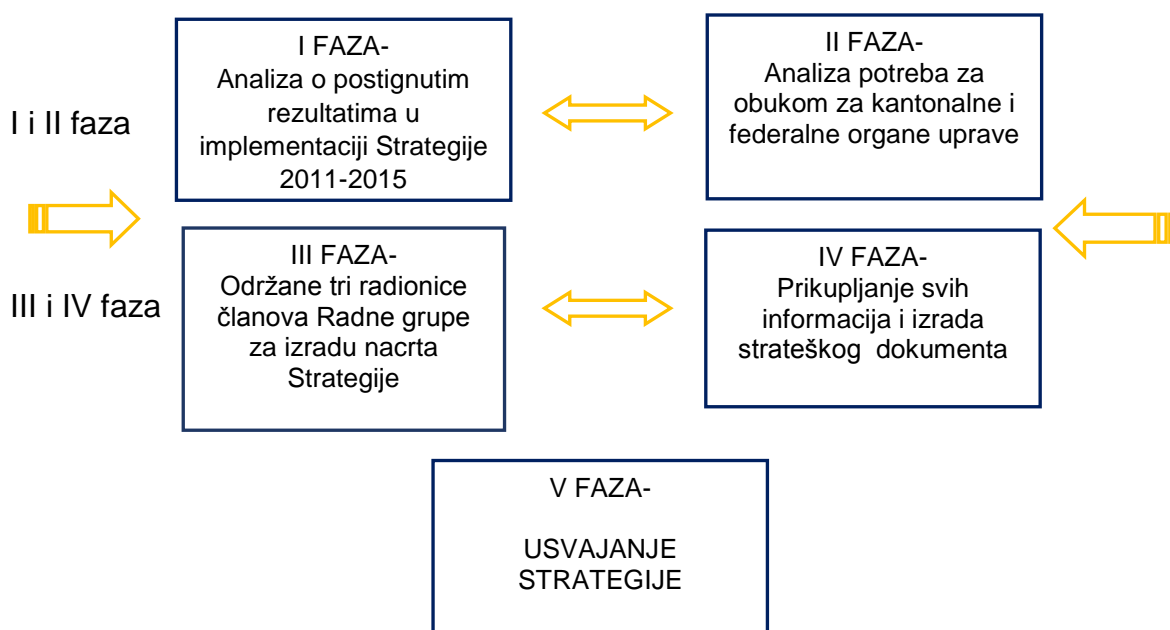 I i II faza
I FAZA-
Analiza o postignutim
rezultatima u
implementaciji Strategije
2011-2015
II FAZA-
Analiza potreba za
obukom za kantonalne i
federalne organe uprave
III i IV faza
III FAZA-
Održane tri radionice
članova Radne grupe
za izradu nacrta
Strategije
IV FAZA-
Prikupljanje svih
informacija i izrada
strateškog dokumenta
V FAZA-
USVAJANJE
STRATEGIJE